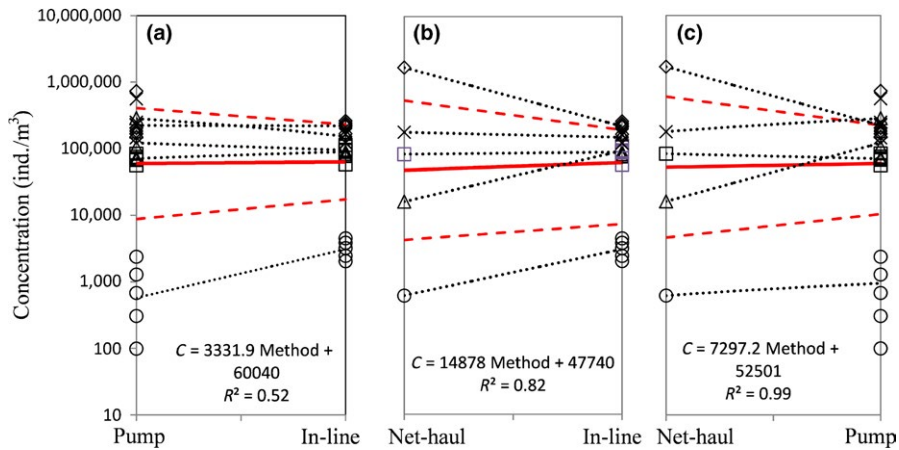 Concentration (ind./m³)
10,000,000
1,000,000
100,000
10,000
1,000
100
10
(a)
C = 3331.9 Method +
60040
R² = 0.52
Pump
In-line
(b)
C = 14878 Method + 47740
R² = 0.82
Net-haul
In-line
(c)
C = 7297.2 Method +
52501
R² = 0.99
Net-haul
Pump